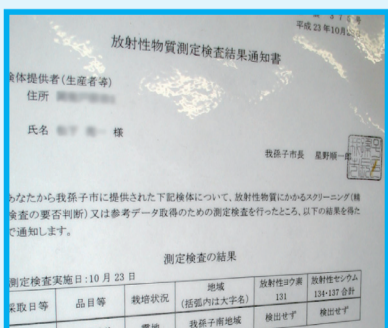 平成23年10月
放射性物質測定検査結果通知書
検体提供者(生産者等)
住所
氏名 様
我孫子市長 星野順一郎
あなたから我孫子市に提供された下記検体について、放射性物質にかかるスクリーニング(精
検査の要否判断)又は参考データ取得のための測定検査を行ったところ、以下の結果を得た
で通知します。
測定検査の結果
測定検査実施日:10月23日
採取日等 品目等 栽培状況 地域(括弧内は大字名) 放射性ヨウ素131 放射性セシウム134・137合計
露地 我孫子南地域 検出せず 検出せず